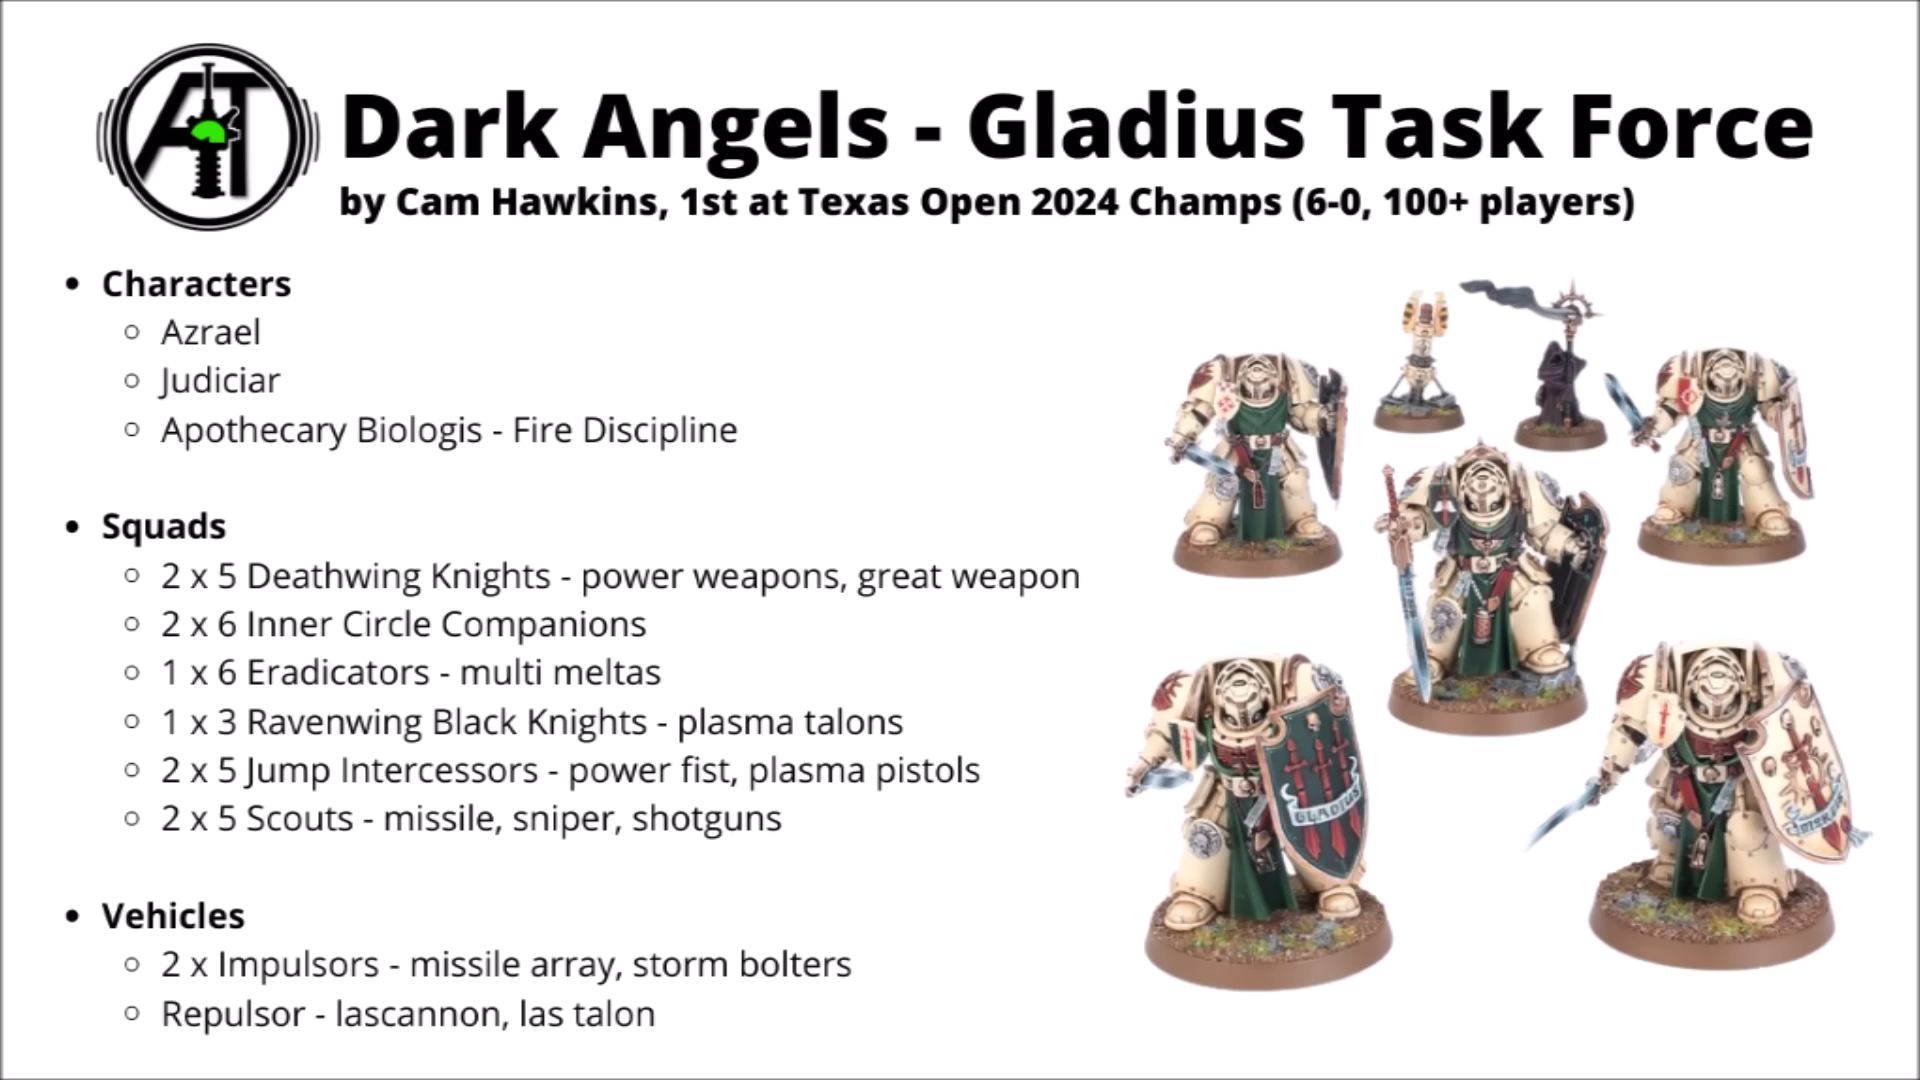 AT
Dark Angels - Gladius Task Force
by Cam Hawkins, 1st at Texas Open 2024 Champs (6-0, 100+ players)
Characters
Azrael
Judiciar
Apothecary Biologis - Fire Discipline
Squads
2 x 5 Deathwing Knights - power weapons, great weapon
2 x 6 Inner Circle Companions
1 x 6 Eradicators - multi meltas
1 x 3 Ravenwing Black Knights - plasma talons
2 x 5 Jump Intercessors - power fist, plasma pistols
2 x 5 Scouts - missile, sniper, shotguns
Vehicles
2 x Impulsors - missile array, storm bolters
Repulsor - lascannon, las talon
GLADIUS